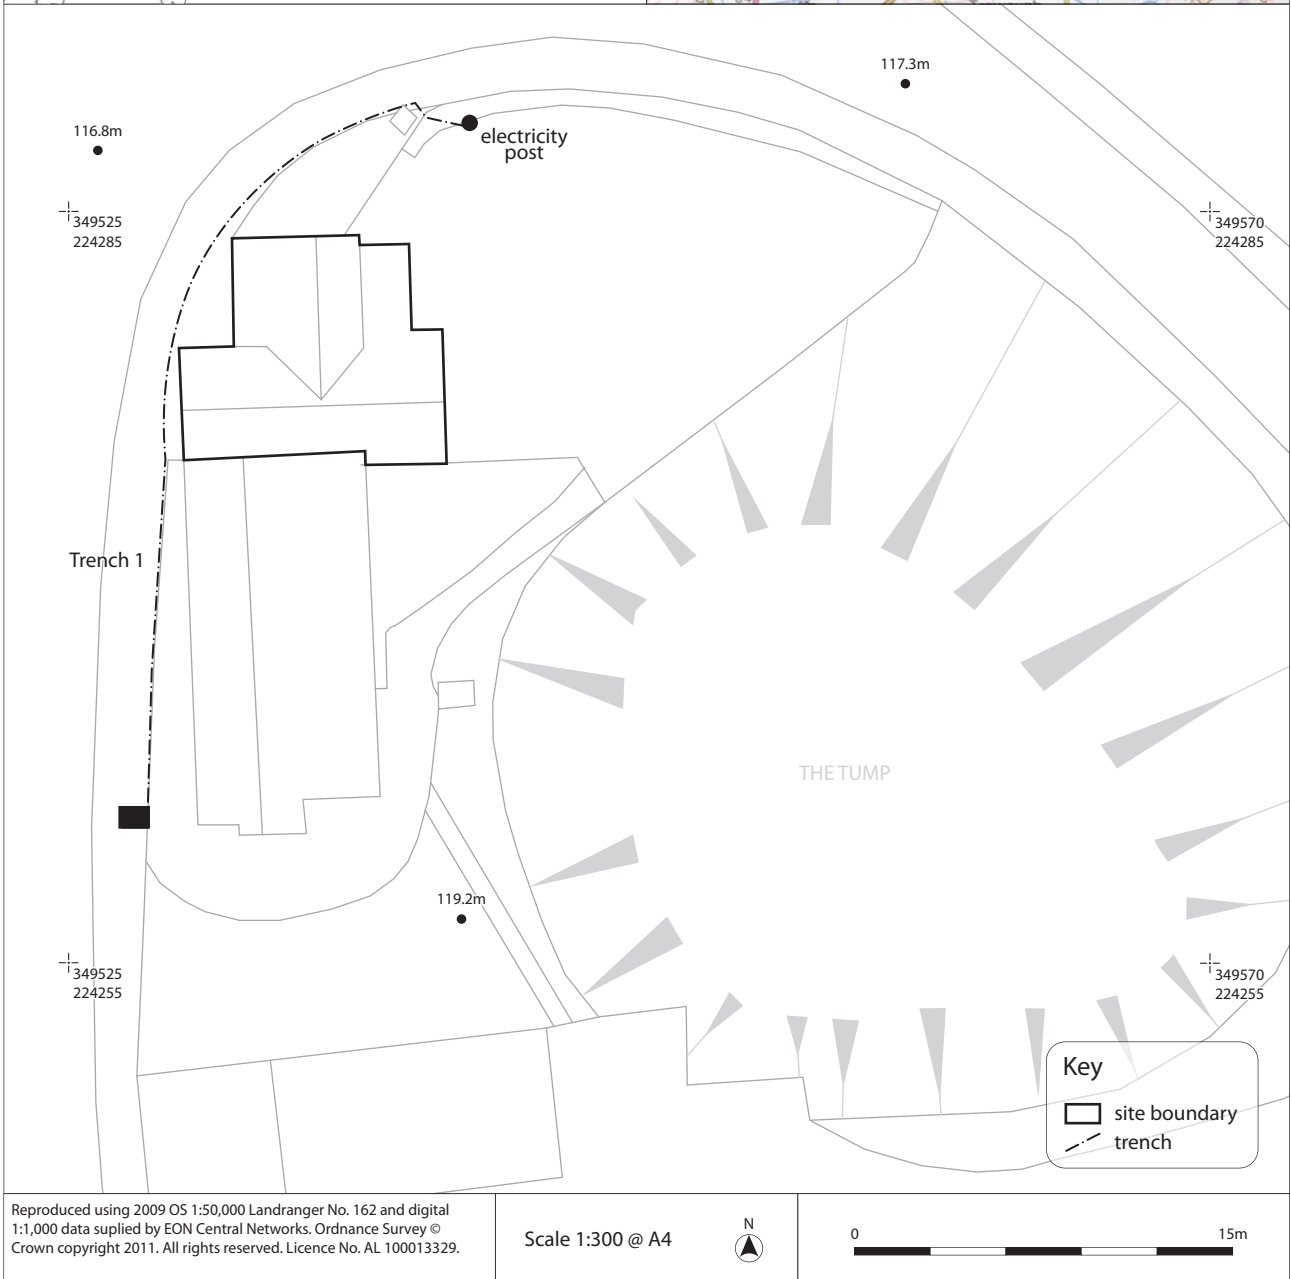 117.3m
116.8m
electricity
post
349525
224285
349570
224285
Trench 1
THE TUMP
119.2m
349525
224255
349570
224255
Key
site boundary
trench
Reproduced using 2009 OS 1:50,000 Landranger No. 162 and digital
1:1,000 data suplied by EON Central Networks. Ordnance Survey ©
Crown copyright 2011. All rights reserved. Licence No. AL 100013329.
Scale 1:300 @ A4
N
0
15m